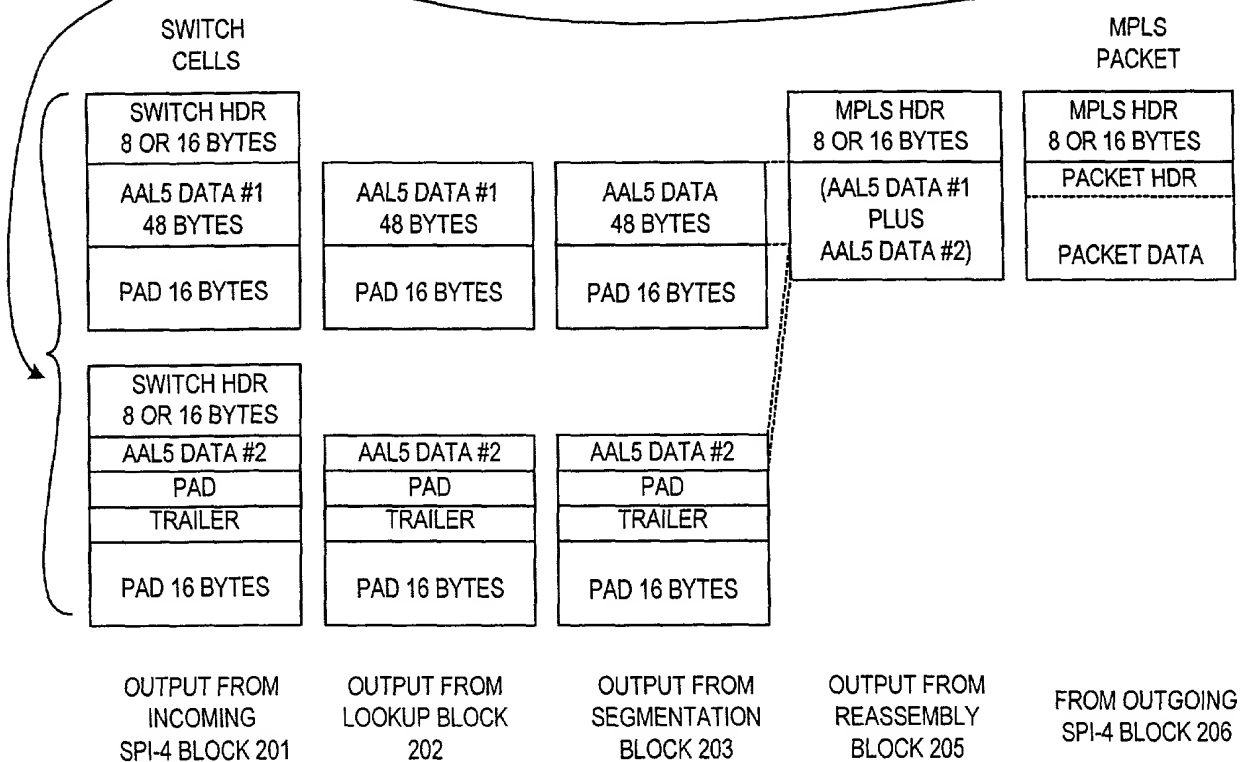 SWITCH
CELLS
MPLS
PACKET
SWITCH HDR
8 OR 16 BYTES
AAL5 DATA #1
48 BYTES
PAD 16 BYTES
AAL5 DATA #1
48 BYTES
PAD 16 BYTES
AAL5 DATA
48 BYTES
PAD 16 BYTES
MPLS HDR
8 OR 16 BYTES
(AAL5 DATA #1
PLUS
AAL5 DATA #2)
MPLS HDR
8 OR 16 BYTES
PACKET HDR
PACKET DATA
SWITCH HDR
8 OR 16 BYTES
AAL5 DATA #2
PAD
TRAILER
PAD 16 BYTES
AAL5 DATA #2
PAD
TRAILER
PAD 16 BYTES
AAL5 DATA #2
PAD
TRAILER
PAD 16 BYTES
OUTPUT FROM
INCOMING
SPI-4 BLOCK 201
OUTPUT FROM
LOOKUP BLOCK
202
OUTPUT FROM
SEGMENTATION
BLOCK 203
OUTPUT FROM
REASSEMBLY
BLOCK 205
FROM OUTGOING
SPI-4 BLOCK 206